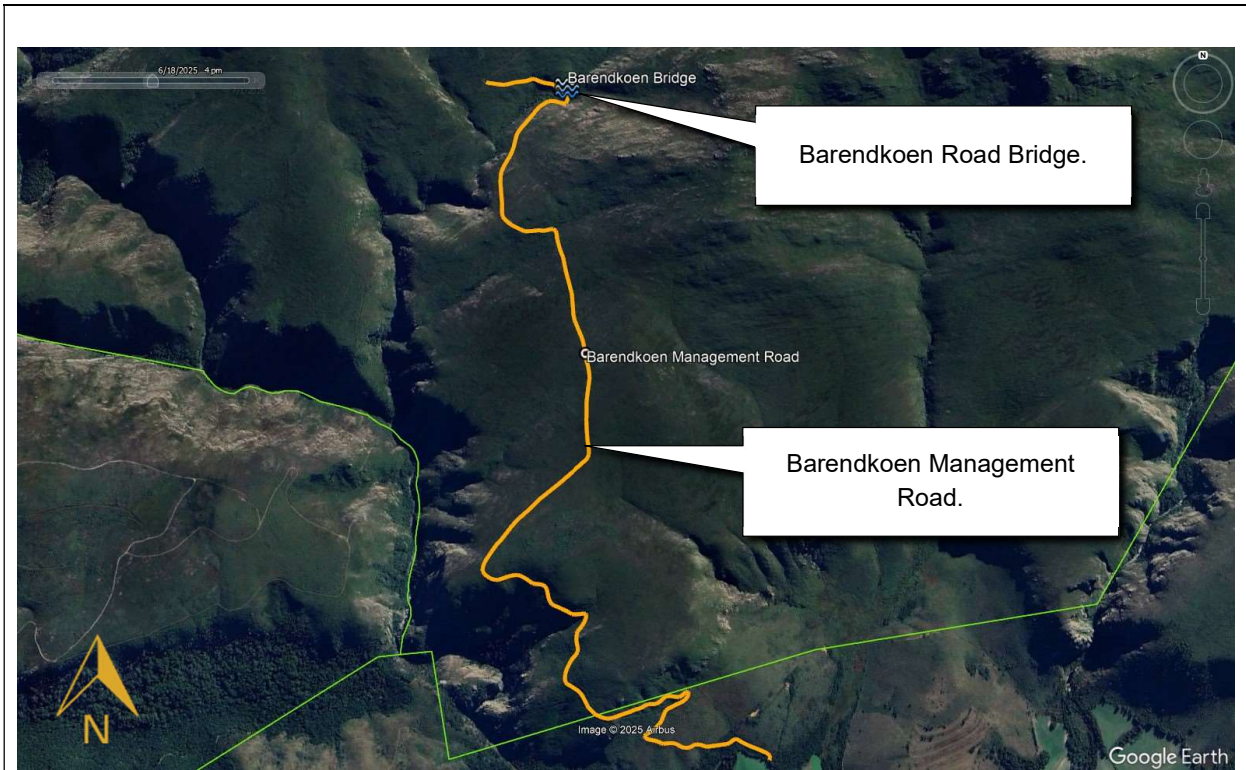 6/18/2025 4 pm
N
Barendkoen Bridge
Barendkoen Road Bridge.
Barendkoen Management Road
Barendkoen Management
Road.
N
Image © 2025 Airbus
Google Earth